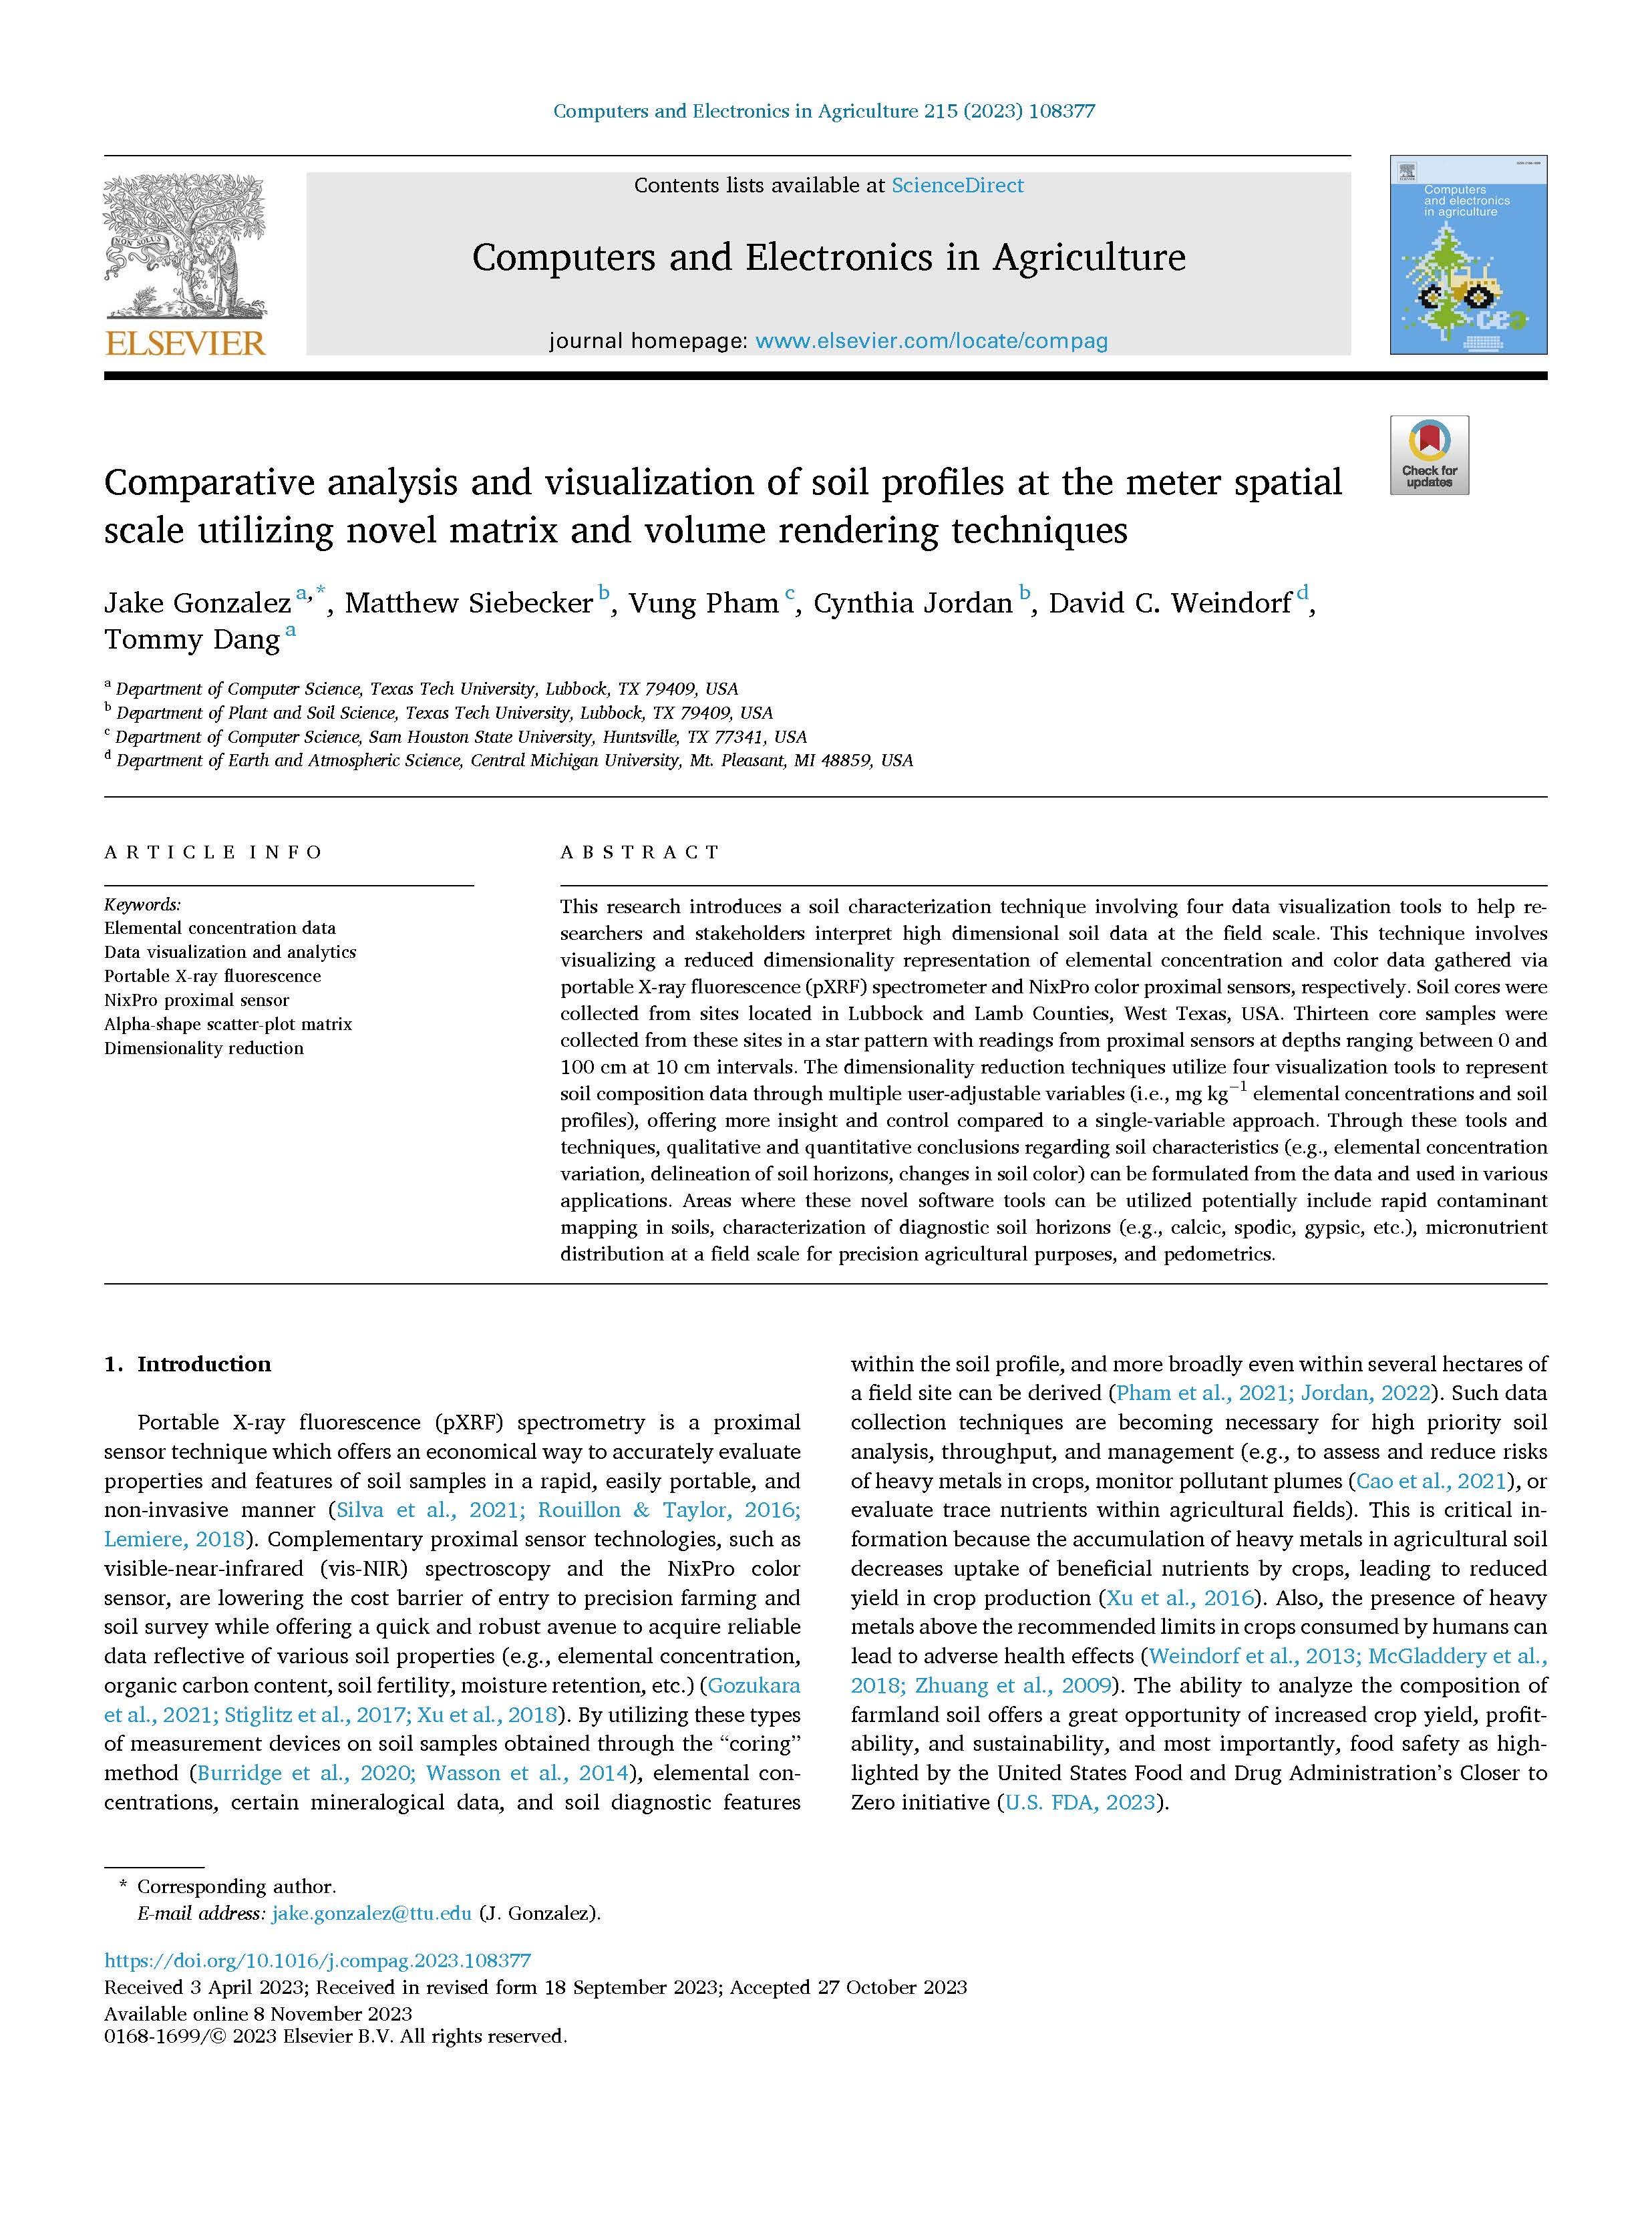 Computers and Electronics in Agriculture 215 (2023) 108377
Contents lists available at ScienceDirect
Computers and Electronics in Agriculture
journal homepage: www.elsevier.com/locate/compag
NON SOLUS
ELSEVIER
Computers
and electronics
in agriculture
cea
Check for
updates
Comparative analysis and visualization of soil profiles at the meter spatial
scale utilizing novel matrix and volume rendering techniques
Jake Gonzalez a,*, Matthew Siebecker b, Vung Pham c, Cynthia Jordan b, David C. Weindorf d,
Tommy Dang a
a Department of Computer Science, Texas Tech University, Lubbock, TX 79409, USA
b Department of Plant and Soil Science, Texas Tech University, Lubbock, TX 79409, USA
c Department of Computer Science, Sam Houston State University, Huntsville, TX 77341, USA
d Department of Earth and Atmospheric Science, Central Michigan University, Mt. Pleasant, MI 48859, USA
ARTICLE INFO
Keywords:
Elemental concentration data
Data visualization and analytics
Portable X-ray fluorescence
NixPro proximal sensor
Alpha-shape scatter-plot matrix
Dimensionality reduction
ABSTRACT
This research introduces a soil characterization technique involving four data visualization tools to help re-
searchers and stakeholders interpret high dimensional soil data at the field scale. This technique involves
visualizing a reduced dimensionality representation of elemental concentration and color data gathered via
portable X-ray fluorescence (pXRF) spectrometer and NixPro color proximal sensors, respectively. Soil cores were
collected from sites located in Lubbock and Lamb Counties, West Texas, USA. Thirteen core samples were
collected from these sites in a star pattern with readings from proximal sensors at depths ranging between 0 and
100 cm at 10 cm intervals. The dimensionality reduction techniques utilize four visualization tools to represent
soil composition data through multiple user-adjustable variables (i.e., mg kg−1 elemental concentrations and soil
profiles), offering more insight and control compared to a single-variable approach. Through these tools and
techniques, qualitative and quantitative conclusions regarding soil characteristics (e.g., elemental concentration
variation, delineation of soil horizons, changes in soil color) can be formulated from the data and used in various
applications. Areas where these novel software tools can be utilized potentially include rapid contaminant
mapping in soils, characterization of diagnostic soil horizons (e.g., calcic, spodic, gypsic, etc.), micronutrient
distribution at a field scale for precision agricultural purposes, and pedometrics.
1. Introduction
Portable X-ray fluorescence (pXRF) spectrometry is a proximal
sensor technique which offers an economical way to accurately evaluate
properties and features of soil samples in a rapid, easily portable, and
non-invasive manner (Silva et al., 2021; Rouillon & Taylor, 2016;
Lemiere, 2018). Complementary proximal sensor technologies, such as
visible-near-infrared (vis-NIR) spectroscopy and the NixPro color
sensor, are lowering the cost barrier of entry to precision farming and
soil survey while offering a quick and robust avenue to acquire reliable
data reflective of various soil properties (e.g., elemental concentration,
organic carbon content, soil fertility, moisture retention, etc.) (Gozukara
et al., 2021; Stiglitz et al., 2017; Xu et al., 2018). By utilizing these types
of measurement devices on soil samples obtained through the “coring”
method (Burridge et al., 2020; Wasson et al., 2014), elemental con-
centrations, certain mineralogical data, and soil diagnostic features
within the soil profile, and more broadly even within several hectares of
a field site can be derived (Pham et al., 2021; Jordan, 2022). Such data
collection techniques are becoming necessary for high priority soil
analysis, throughput, and management (e.g., to assess and reduce risks
of heavy metals in crops, monitor pollutant plumes (Cao et al., 2021), or
evaluate trace nutrients within agricultural fields). This is critical in-
formation because the accumulation of heavy metals in agricultural soil
decreases uptake of beneficial nutrients by crops, leading to reduced
yield in crop production (Xu et al., 2016). Also, the presence of heavy
metals above the recommended limits in crops consumed by humans can
lead to adverse health effects (Weindorf et al., 2013; McGladdery et al.,
2018; Zhuang et al., 2009). The ability to analyze the composition of
farmland soil offers a great opportunity of increased crop yield, profit-
ability, and sustainability, and most importantly, food safety as high-
lighted by the United States Food and Drug Administration’s Closer to
Zero initiative (U.S. FDA, 2023).
* Corresponding author.
E-mail address: jake.gonzalez@ttu.edu (J. Gonzalez).
https://doi.org/10.1016/j.compag.2023.108377
Received 3 April 2023; Received in revised form 18 September 2023; Accepted 27 October 2023
Available online 8 November 2023
0168-1699/© 2023 Elsevier B.V. All rights reserved.